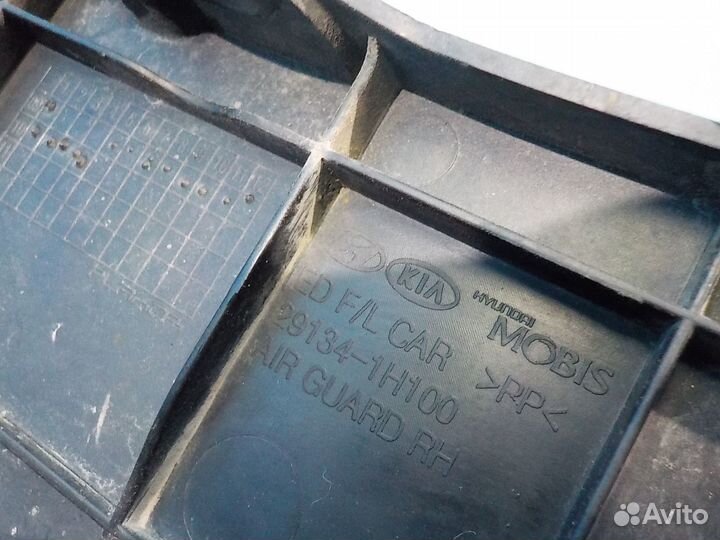 KIA
HYUNDAI
MOBIS
ED F/L CAR
29134-1H100
>PP<
AIR GUARD RH
Avito